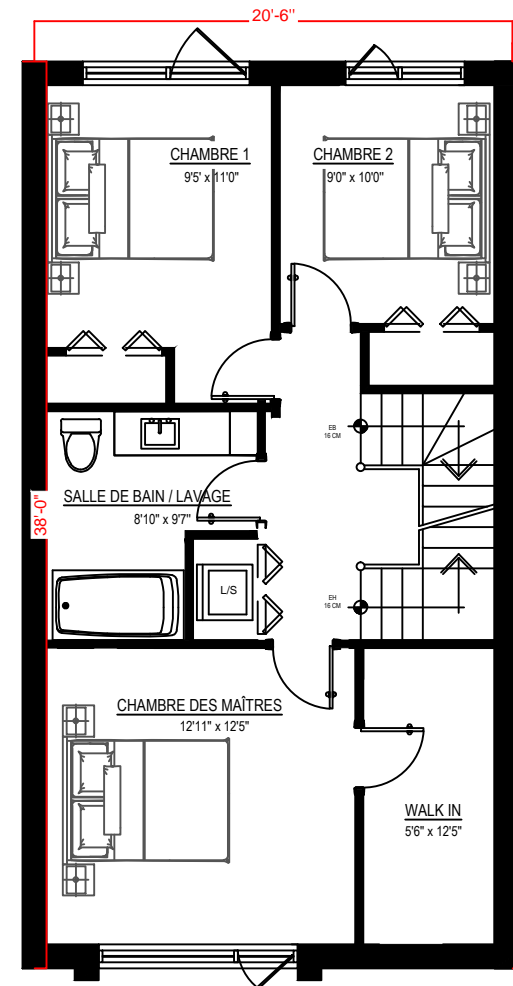 20'-6"
CHAMBRE 1
9'5' x 11'0"
CHAMBRE 2
9'0" x 10'0"
EB
16 CM
38'-0"
SALLE DE BAIN / LAVAGE
8'10" x 9'7"
L/S
EH
16 CM
CHAMBRE DES MAÎTRES
12'11" x 12'5"
WALK IN
5'6" x 12'5"